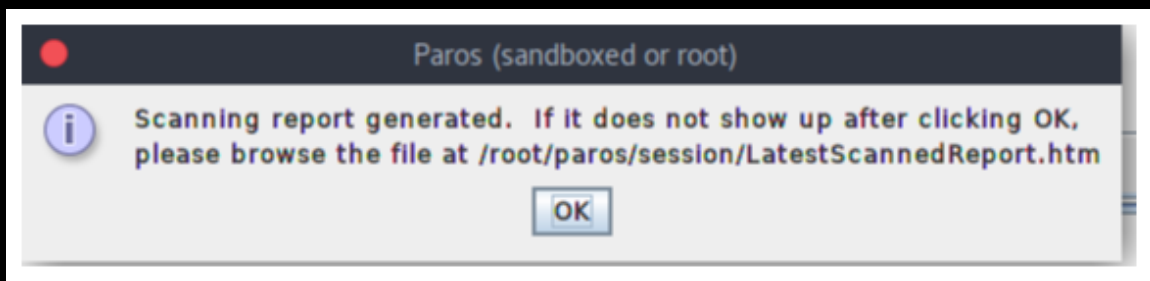 Paros (sandboxed or root)
Scanning report generated.  If it does not show up after clicking OK,
please browse the file at /root/paros/session/LatestScannedReport.htm
OK